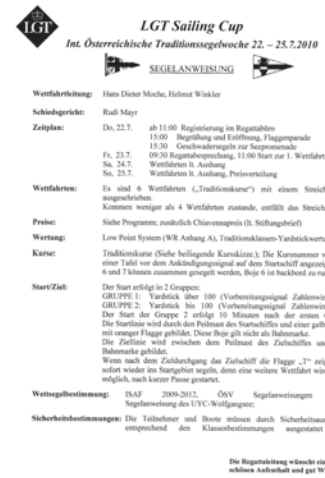 LGT
LGT Sailing Cup
Int. Österreichische Traditionssegelwoche 22. – 25.7.2010
SEGELANWEISUNG
Wettfahrtleitung: Hans Dieter Moche, Helmut Winkler
Schiedsgericht: Rudi Mayr
Zeitplan: Do, 22.7. ab 11:00 Registrierung im Regattabüro
15:00 Begrüßung und Eröffnung, Flaggenparade
15:30 Geschwadersegeln zur Seepromenade
Fr, 23.7. 09:30 Regattabesprechung, 11:00 Start zur 1. Wettfahrt
Sa, 24.7. Wettfahrten lt. Aushang
So, 25.7. Wettfahrten lt. Aushang, Preisverteilung
Wettfahrten: Es sind 6 Wettfahrten („Traditionskurse“) mit einem Streich
ausgeschrieben.
Kommen weniger als 4 Wettfahrten zustande, entfällt das Streich
Preise: Siehe Programm; zusätzlich Chiavennapreis (lt. Stiftungsbrief)
Wertung: Low Point System (WR Anhang A), Traditionsklassen-Yardstickwertu
Kurse: Traditionskurse (Siehe beiliegende Kursskizze.); Die Kursnummer w
einer Tafel vor dem Ankündigungssignal auf dem Startschiff angezeig
6 und 7 können zusammen gesegelt werden, Boje 6 ist backbord zu ru
Start/Ziel: Der Start erfolgt in 2 Gruppen:
GRUPPE 1: Yardstick über 100 (Vorbereitungssignal Zahlenwim
GRUPPE 2: Yardstick bis 100 (Vorbereitungssignal Zahlenwim
Der Start der Gruppe 2 erfolgt 10 Minuten nach der ersten
Die Startlinie wird durch den Peilmast des Startschiffes und einer gelb
mit oranger Flagge gebildet. Diese Boje gilt nicht als Bahnmarke.
Die Ziellinie wird zwischen dem Peilmast des Zielschiffes und
Bahnmarke gebildet.
Wenn nach dem Zieldurchgang das Zielschiff die Flagge „T“ zeig
sofort wieder ins Startgebiet segeln, denn eine weitere Wettfahrt wir
möglich, nach kurzer Pause gestartet.
Wettsegelbestimmung: ISAF 2009-2012, ÖSV Segelanweisungen
Segelanweisung des UYC-Wolfgangsee;
Sicherheitsbestimmungen: Die Teilnehmer und Boote müssen durch Sicherheitsaus
entsprechend den Klassenbestimmungen ausgestattet
Die Regattaleitung wünscht ein
schönen Aufenthalt und gut W